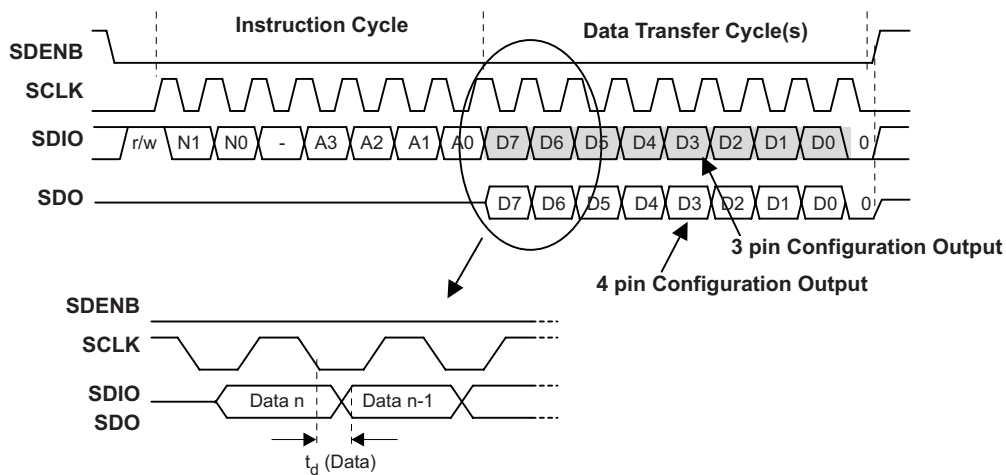 Instruction Cycle Data Transfer Cycle(s)
SDENB
SCLK
SDIO r/w N1 N0 - A3 A2 A1 A0 D7 D6 D5 D4 D3 D2 D1 D0 0
SDO D7 D6 D5 D4 D3 D2 D1 D0 0
3 pin Configuration Output
4 pin Configuration Output
SDENB
SCLK
SDIO
Data n Data n-1
SDO
td (Data)